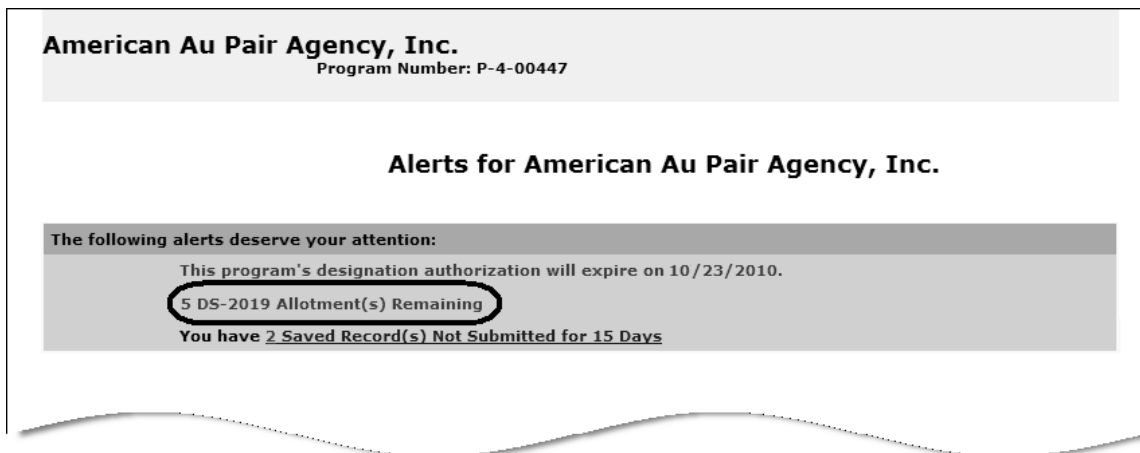 American Au Pair Agency, Inc.
Program Number: P-4-00447
Alerts for American Au Pair Agency, Inc.
The following alerts deserve your attention:
This program's designation authorization will expire on 10/23/2010.
5 DS-2019 Allotment(s) Remaining
You have 2 Saved Record(s) Not Submitted for 15 Days